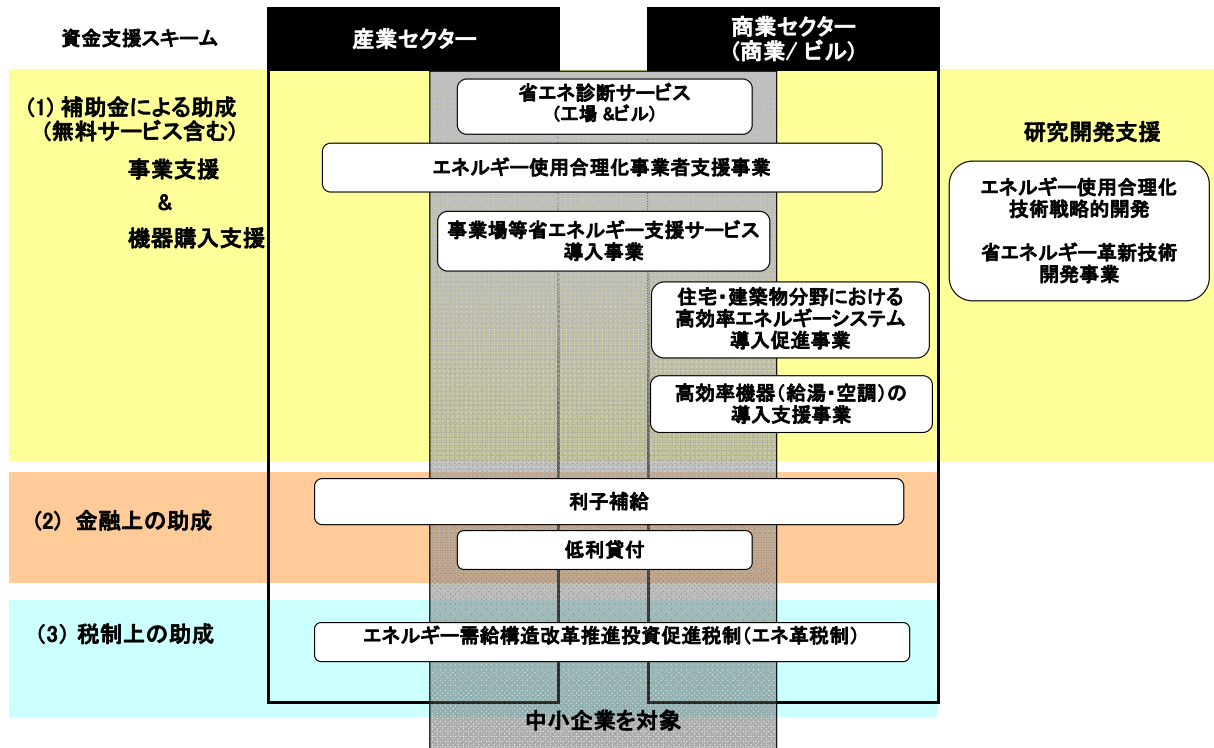 資金支援スキーム
産業セクター
商業セクター
(商業/ビル)
(1) 補助金による助成
(無料サービス含む)
事業支援
&
機器購入支援
省エネ診断サービス
(工場 &ビル)
エネルギー使用合理化事業者支援事業
事業場等省エネルギー支援サービス
導入事業
住宅・建築物分野における
高効率エネルギーシステム
導入促進事業
高効率機器(給湯・空調)の
導入支援事業
研究開発支援
エネルギー使用合理化
技術戦略的開発
省エネルギー革新技術
開発事業
(2) 金融上の助成
利子補給
低利貸付
(3) 税制上の助成
エネルギー需給構造改革推進投資促進税制(エネ革税制)
中小企業を対象